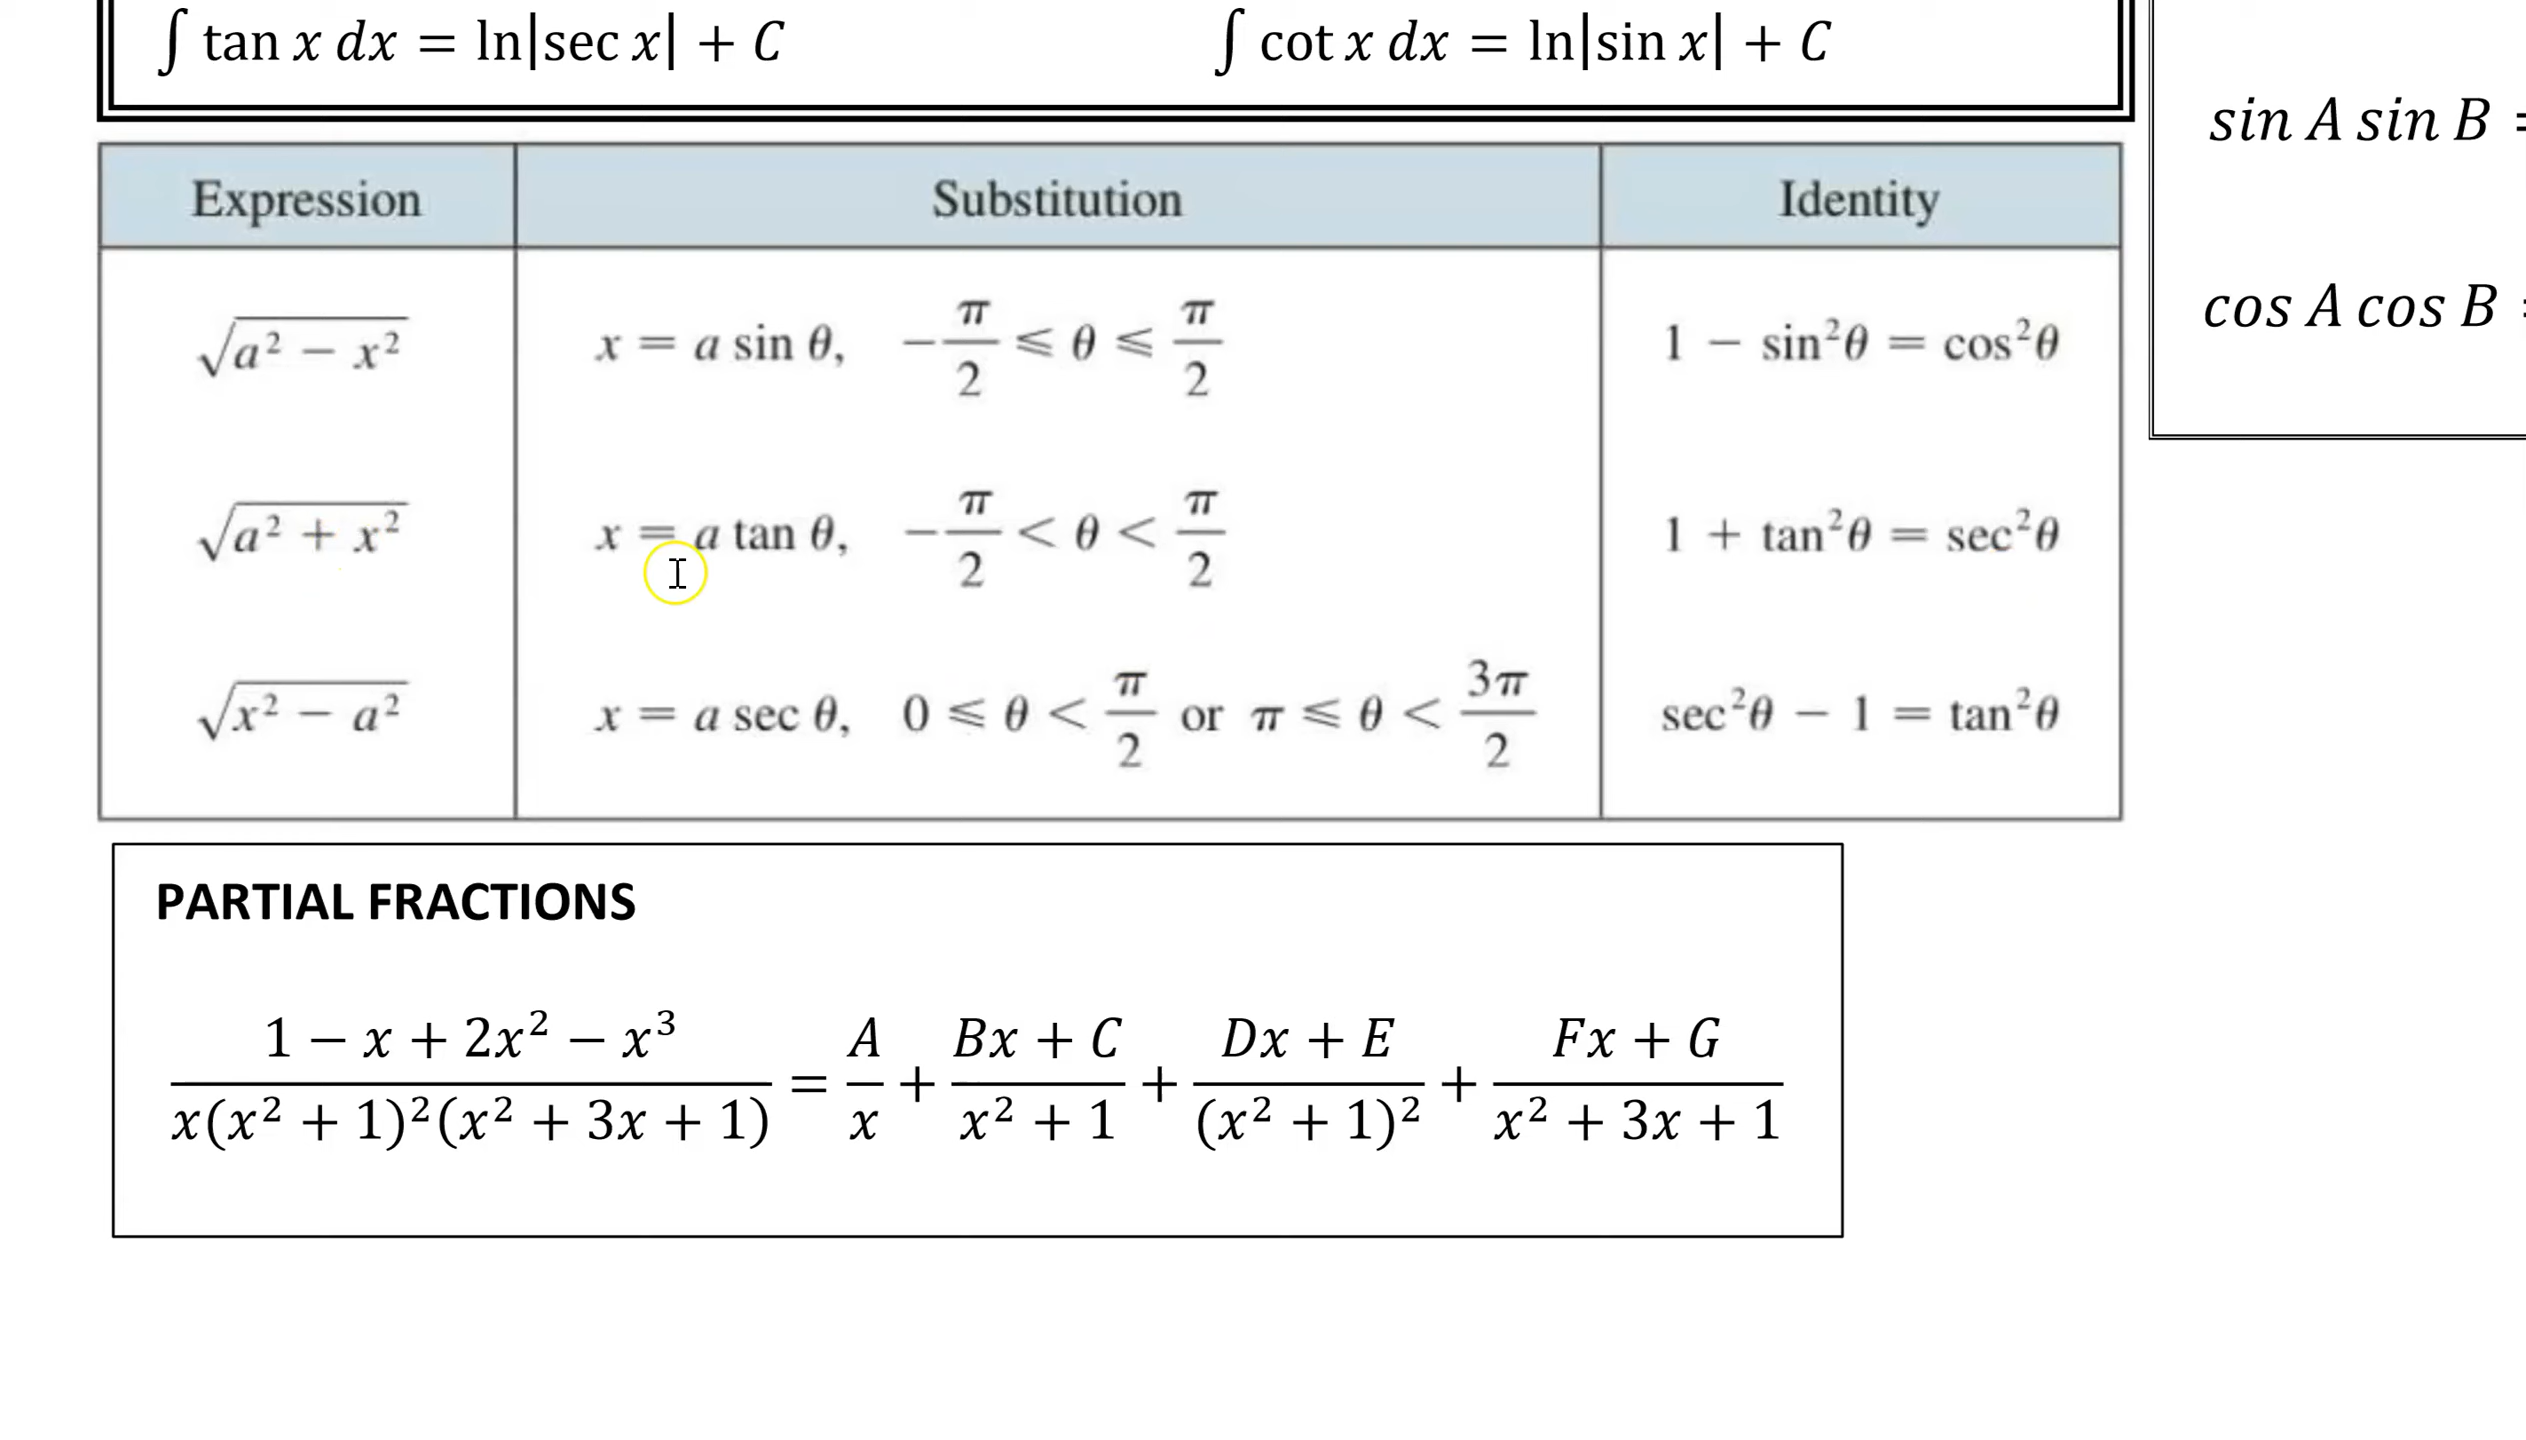 ∫ tan x dx = ln|sec x| + C
∫ cot x dx = ln|sin x| + C
sin A sin B =
cos A cos B =
Expression Substitution Identity
√(a² − x²) x = a sin θ, −π/2 ⩽ θ ⩽ π/2 1 − sin²θ = cos²θ
√(a² + x²) x = a tan θ, −π/2 < θ < π/2 1 + tan²θ = sec²θ
√(x² − a²) x = a sec θ, 0 ⩽ θ < π/2 or π ⩽ θ < 3π/2 sec²θ − 1 = tan²θ
PARTIAL FRACTIONS
(1 − x + 2x² − x³)/(x(x² + 1)²(x² + 3x + 1)) = A/x + (Bx + C)/(x² + 1) + (Dx + E)/((x² + 1)²) + (Fx + G)/(x² + 3x + 1)